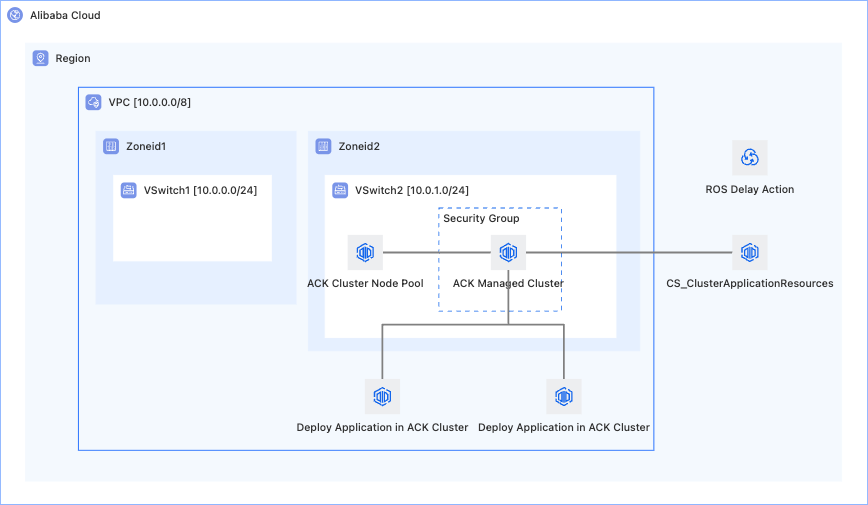 Alibaba Cloud
Region
VPC [10.0.0.0/8]
Zoneid1
Zoneid2
VSwitch1 [10.0.0.0/24]
VSwitch2 [10.0.1.0/24]
ROS Delay Action
Security Group
ACK Cluster Node Pool
ACK Managed Cluster
CS_ClusterApplicationResources
Deploy Application in ACK Cluster
Deploy Application in ACK Cluster